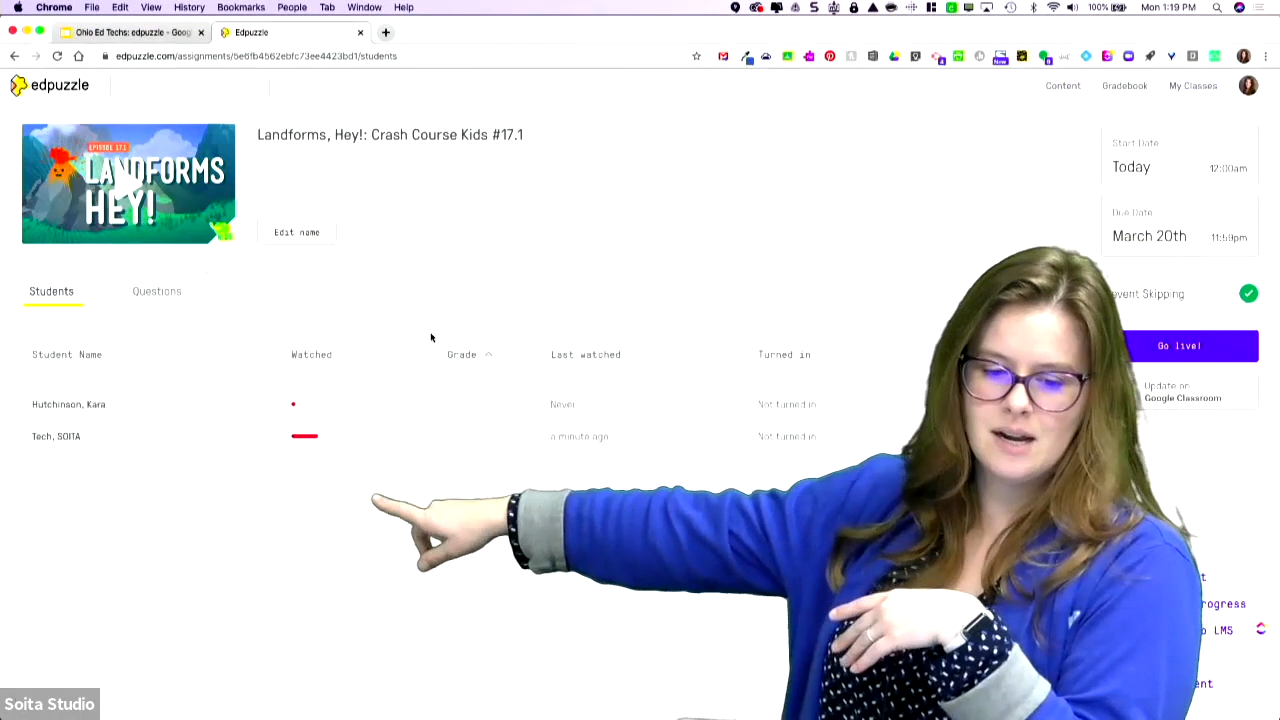 Chrome File Edit View History Bookmarks People Tab Window Help 100% Mon 1:19 PM
Ohio Ed Techs: edpuzzle - Goog Edpuzzle
edpuzzle.com/assignments/5e6fb4562ebfc73ee4423bd1/students
edpuzzle Content Gradebook My Classes
EPISODE 17.1
LANDFORMS
HEY!
Landforms, Hey!: Crash Course Kids #17.1
Edit name
Start Date
Today 12:00am
Due Date
March 20th 11:59pm
event Skipping
Go live!
Update on
Google Classroom
Students Questions
Student Name Watched Grade Last watched Turned in
Hutchinson, Kara Never Not turned in
Tech, SOITA a minute ago Not turned in
t
rogress
o LMS
nt
Soita Studio